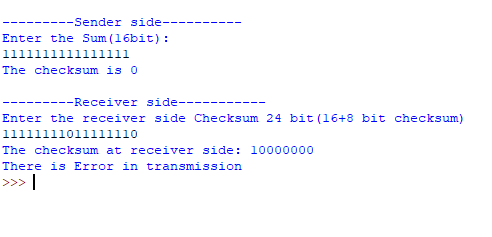 ---------Sender side----------
Enter the Sum(16bit):
1111111111111111
The checksum is 0
---------Receiver side-----------
Enter the receiver side Checksum 24 bit(16+8 bit checksum)
11111111011111110
The checksum at receiver side: 10000000
There is Error in transmission
>>>